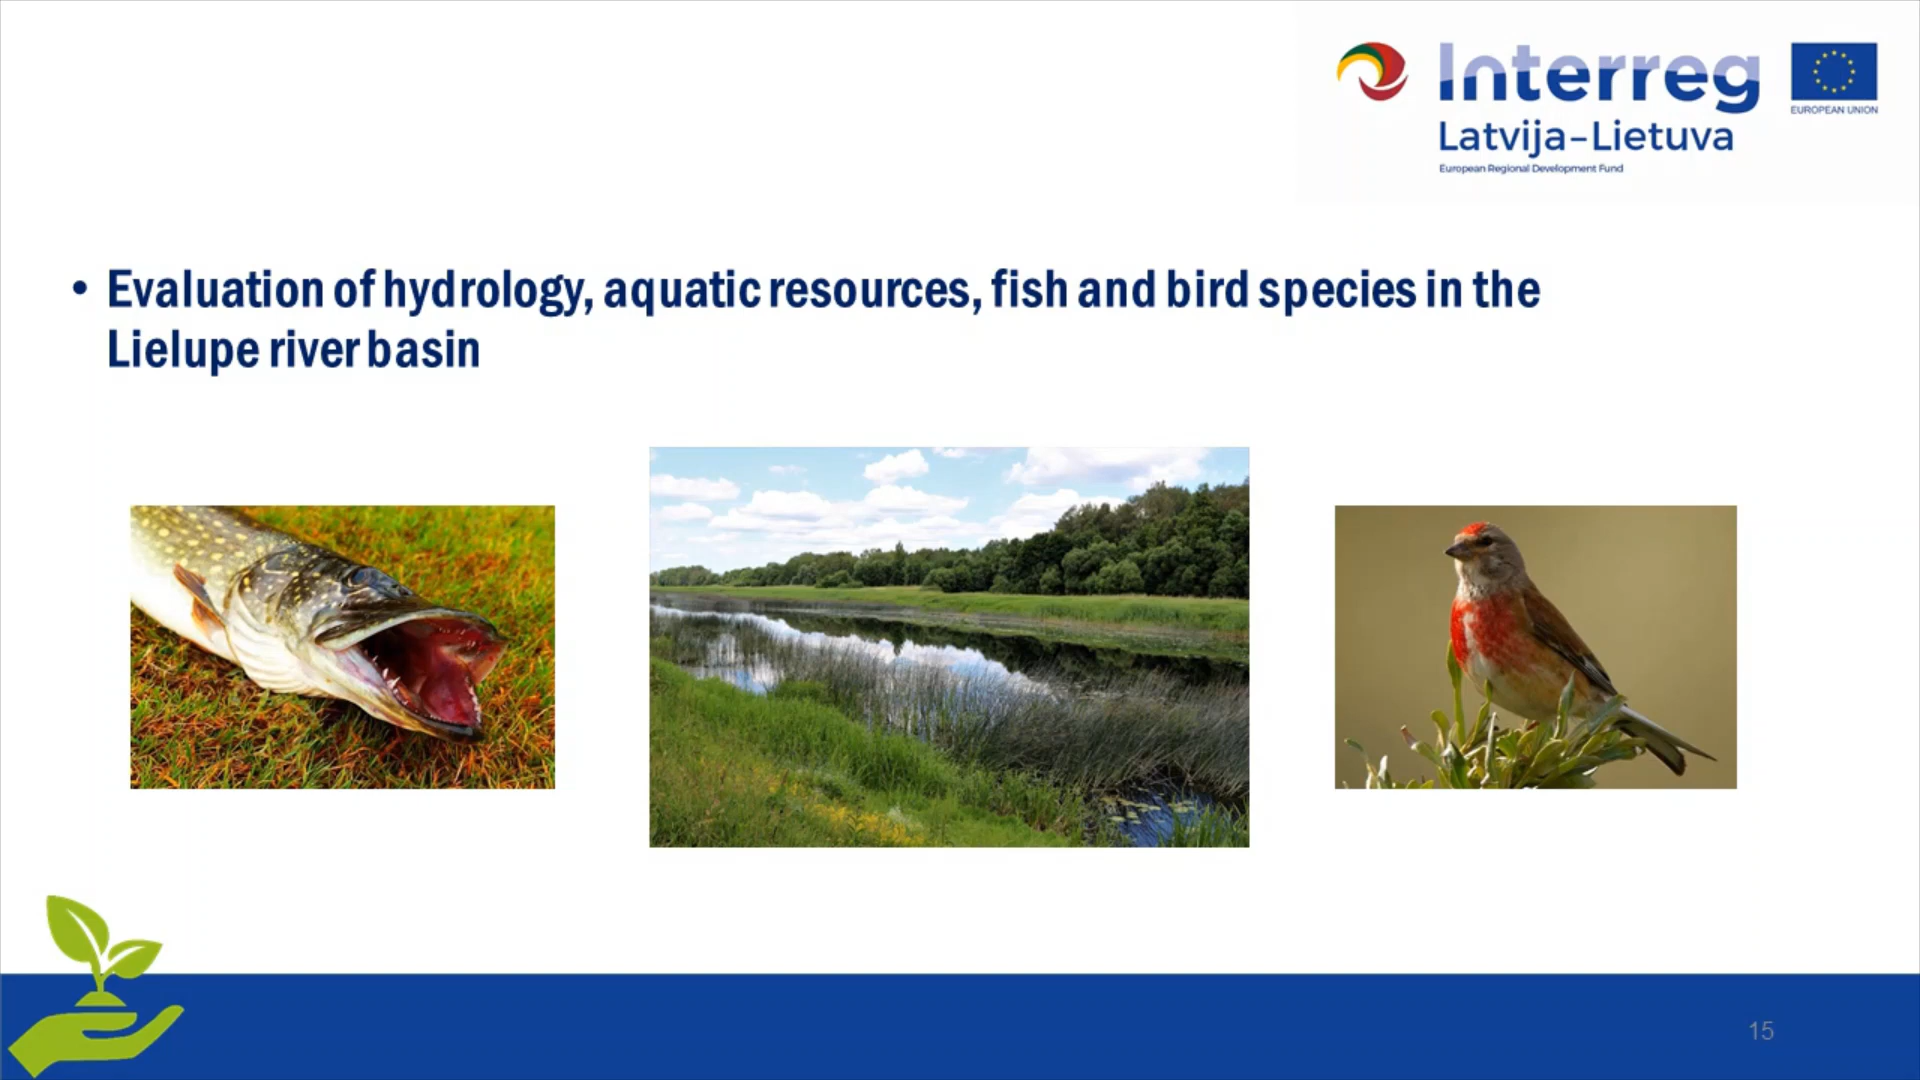 Interreg
EUROPEAN UNION
Latvija-Lietuva
European Regional Development Fund
• Evaluation of hydrology, aquatic resources, fish and bird species in the
Lielupe river basin
15